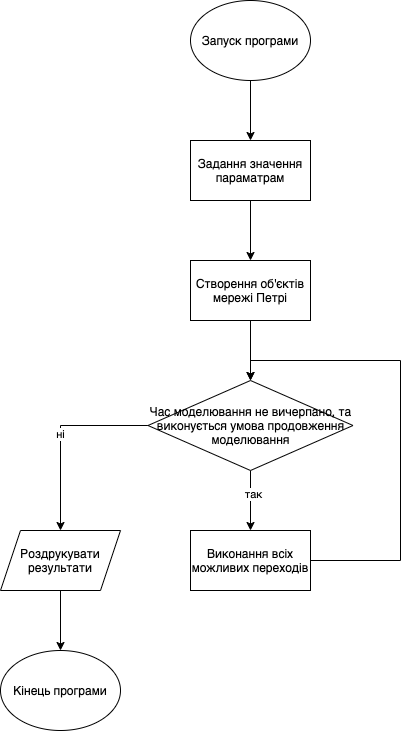 Запуск програми
Задання значення
параматрам
Створення об'єктів
мережі Петрі
Час моделювання не вичерпано, та
виконується умова продовження
моделювання
ні
так
Роздрукувати
результати
Виконання всіх
можливих переходів
Кінець програми